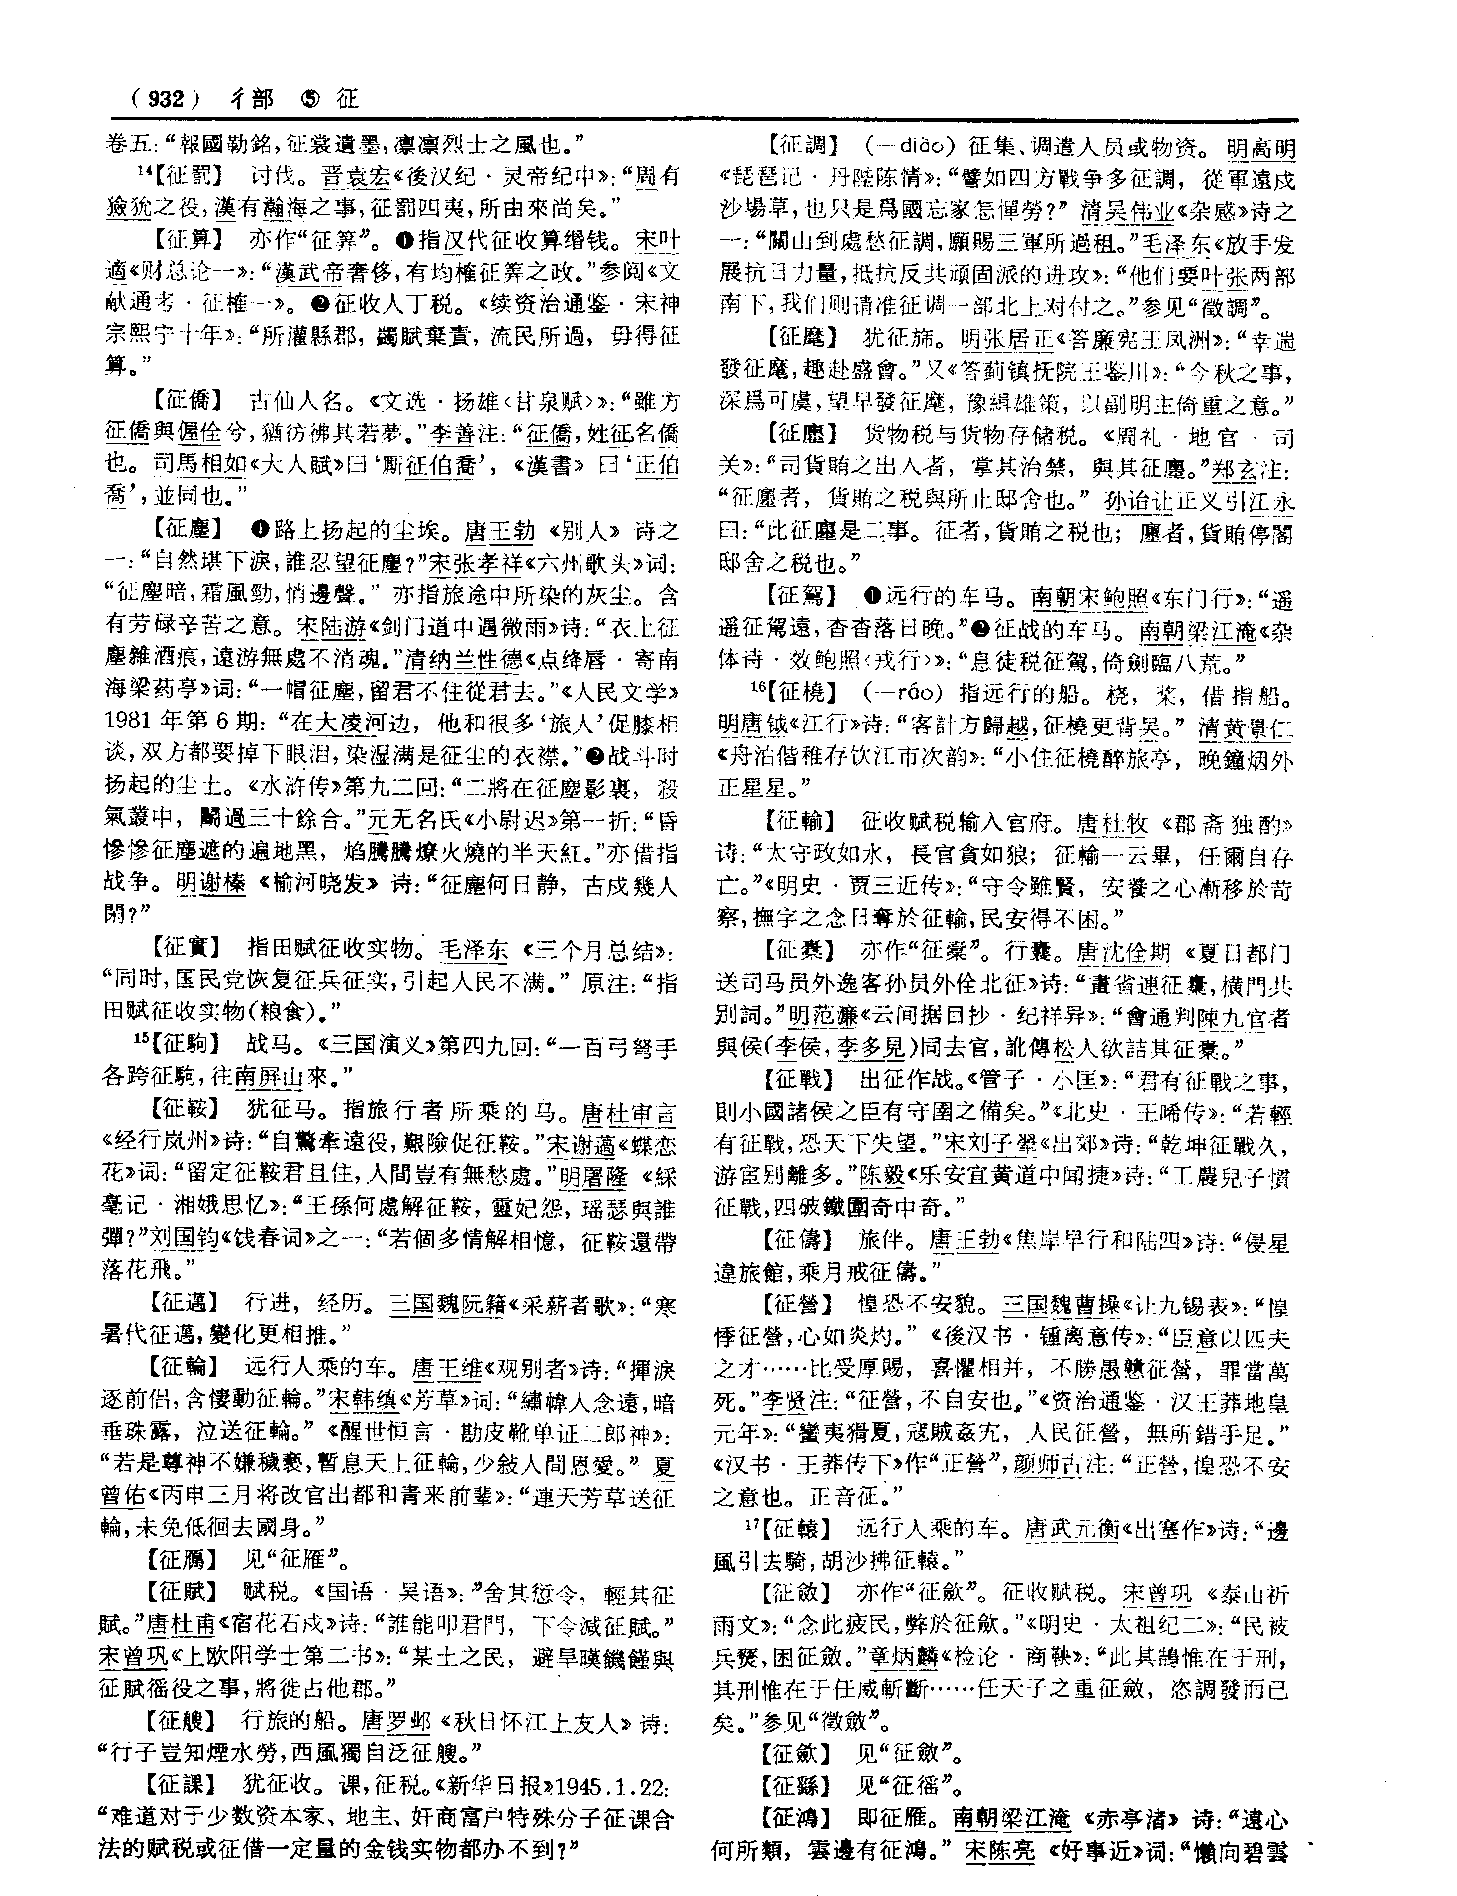 (932) 彳部 ⑤ 征
卷五：“報國勒銘，征裳遺墨，凛凛烈士之風也。”
14【征罰】 讨伐。晋袁宏《後汉纪·灵帝纪中》：“周有
獫狁之役，漢有瀚海之事，征罰四夷，所由來尚矣。”
【征算】 亦作“征筭”。❶指汉代征收算缗钱。宋叶
適《财总论一》：“漢武帝奢侈，有均榷征筭之政。”参阅《文
献通考·征榷一》。❷征收人丁税。《续资治通鉴·宋神
宗熙宁十年》：“所灌縣郡，蠲賦棄責，流民所過，毋得征
算。”
【征僑】 古仙人名。《文选·扬雄〈甘泉赋〉》：“雖方
征僑與偓佺兮，猶彷彿其若夢。”李善注：“征僑，姓征名僑
也。司馬相如《大人賦》曰‘厮征伯喬’，《漢書》曰‘正伯
喬’，並同也。”
【征塵】 ❶路上扬起的尘埃。唐王勃《别人》诗之
一：“自然堪下淚，誰忍望征塵？”宋张孝祥《六州歌头》词：
“征塵暗，霜風勁，悄邊聲。”亦指旅途中所染的灰尘。含
有劳碌辛苦之意。宋陆游《剑门道中遇微雨》诗：“衣上征
塵雜酒痕，遠游無處不消魂。”清纳兰性德《点绛唇·寄南
海梁药亭》词：“一帽征塵，留君不住從君去。”《人民文学》
1981年第6期：“在大凌河边，他和很多‘旅人’促膝相
谈，双方都要掉下眼泪，染湿满是征尘的衣襟。”❷战斗时
扬起的尘土。《水浒传》第九二回：“二將在征塵影裏，殺
氣叢中，鬭過三十餘合。”元无名氏《小尉迟》第一折：“昏
慘慘征塵遮的遍地黑，焰騰騰燎火燒的半天紅。”亦借指
战争。明谢榛《榆河晓发》诗：“征塵何日静，古戍幾人
閒？”
【征實】 指田赋征收实物。毛泽东《三个月总结》：
“同时，国民党恢复征兵征实，引起人民不满。”原注：“指
田赋征收实物（粮食）。”
15【征駒】 战马。《三国演义》第四九回：“一百弓弩手
各跨征駒，往南屏山來。”
【征鞍】 犹征马。指旅行者所乘的马。唐杜审言
《经行岚州》诗：“自驚牽遠役，艱險促征鞍。”宋谢薖《蝶恋
花》词：“留定征鞍君且住，人間豈有無愁處。”明屠隆《綵
毫记·湘娥思忆》：“王孫何處解征鞍，靈妃怨，瑶瑟與誰
彈？”刘国钧《饯春词》之一：“若個多情解相憶，征鞍還帶
落花飛。”
【征邁】 行进，经历。三国魏阮籍《采薪者歌》：“寒
暑代征邁，變化更相推。”
【征輪】 远行人乘的车。唐王维《观别者》诗：“揮淚
逐前侣，含悽動征輪。”宋韩缜《芳草》词：“繡幃人念遠，暗
垂珠露，泣送征輪。”《醒世恒言·勘皮靴单证二郎神》：
“若是尊神不嫌穢褻，暫息天上征輪，少敍人間恩愛。”夏
曾佑《丙申三月将改官出都和青来前辈》：“連天芳草送征
輪，未免低徊去國身。”
【征鴈】 见“征雁”。
【征賦】 赋税。《国语·吴语》：“舍其愆令，輕其征
賦。”唐杜甫《宿花石戍》诗：“誰能叩君門，下令減征賦。”
宋曾巩《上欧阳学士第二书》：“某土之民，避旱暵饑饉與
征賦徭役之事，將徙占他郡。”
【征艘】 行旅的船。唐罗邺《秋日怀江上友人》诗：
“行子豈知煙水勞，西風獨自泛征艘。”
【征課】 犹征收。课，征税。《新华日报》1945.1.22：
“难道对于少数资本家、地主、奸商富户特殊分子征课合
法的赋税或征借一定量的金钱实物都办不到？”
【征調】 （—diào）征集、调遣人员或物资。明高明
《琵琶记·丹陛陈情》：“譬如四方戰争多征調，從軍遠戍
沙場草，也只是爲國忘家怎憚勞？”清吴伟业《杂感》诗之
一：“關山到處愁征調，願賜三軍所過租。”毛泽东《放手发
展抗日力量，抵抗反共顽固派的进攻》：“他们要叶张两部
南下，我们则请准征调一部北上对付之。”参见“徵調”。
【征麾】 犹征旆。明张居正《答廉宪王凤洲》：“幸遄
發征麾，趣赴盛會。”又《答蓟镇抚院王鉴川》：“今秋之事，
深爲可虞，望早發征麾，豫緝雄策，以副明主倚重之意。”
【征廛】 货物税与货物存储税。《周礼·地官·司
关》：“司貨賄之出入者，掌其治禁，與其征廛。”郑玄注：
“征廛者，貨賄之税與所止邸舍也。”孙诒让正义引江永
曰：“此征廛是二事。征者，貨賄之税也；廛者，貨賄停閣
邸舍之税也。”
【征駕】 ❶远行的车马。南朝宋鲍照《东门行》：“遥
遥征駕遠，杳杳落日晚。”❷征战的车马。南朝梁江淹《杂
体诗·效鲍照〈戎行〉》：“息徒税征駕，倚劍臨八荒。”
16【征橈】 （—ráo）指远行的船。桡，桨，借指船。
明唐钺《江行》诗：“客計方歸越，征橈更背吴。”清黄景仁
《舟泊偕稚存饮江市次韵》：“小住征橈醉旅亭，晚鐘烟外
正星星。”
【征輸】 征收赋税输入官府。唐杜牧《郡斋独酌》
诗：“太守政如水，長官貪如狼；征輸一云畢，任爾自存
亡。”《明史·贾三近传》：“守令雖賢，安養之心漸移於苛
察，撫字之念日奪於征輸，民安得不困。”
【征橐】 亦作“征槖”。行囊。唐沈佺期《夏日都门
送司马员外逸客孙员外佺北征》诗：“畫省連征橐，横門共
别詞。”明范濂《云间据目抄·纪祥异》：“會通判陳九官者
與侯（李侯，李多見）同去官，訛傳松人欲詰其征橐。”
【征戰】 出征作战。《管子·小匡》：“君有征戰之事，
則小國諸侯之臣有守圉之備矣。”《北史·王晞传》：“若輕
有征戰，恐天下失望。”宋刘子翚《出郊》诗：“乾坤征戰久，
游宦别離多。”陈毅《乐安宜黄道中闻捷》诗：“工農兒子慣
征戰，四破鐵圍奇中奇。”
【征儔】 旅伴。唐王勃《焦岸早行和陆四》诗：“侵星
違旅館，乘月戒征儔。”
【征營】 惶恐不安貌。三国魏曹操《让九锡表》：“惶
悸征營，心如炎灼。”《後汉书·锺离意传》：“臣意以匹夫
之才……比受厚賜，喜懼相并，不勝愚戆征營，罪當萬
死。”李贤注：“征營，不自安也。”《资治通鉴·汉王莽地皇
元年》：“蠻夷猾夏，寇賊姦宄，人民征營，無所錯手足。”
《汉书·王莽传下》作“正營”，颜师古注：“正營，惶恐不安
之意也。正音征。”
17【征轅】 远行人乘的车。唐武元衡《出塞作》诗：“邊
風引去騎，胡沙拂征轅。”
【征斂】 亦作“征歛”。征收赋税。宋曾巩《泰山祈
雨文》：“念此疲民，弊於征歛。”《明史·太祖纪二》：“民被
兵燹，困征斂。”章炳麟《检论·商鞅》：“此其鵠惟在于刑，
其刑惟在于任威斬斷……任天子之重征斂，恣調發而已
矣。”参见“徵斂”。
【征歛】 见“征斂”。
【征繇】 见“征徭”。
【征鴻】 即征雁。南朝梁江淹《赤亭渚》诗：“遠心
何所類，雲邊有征鴻。”宋陈亮《好事近》词：“懶向碧雲